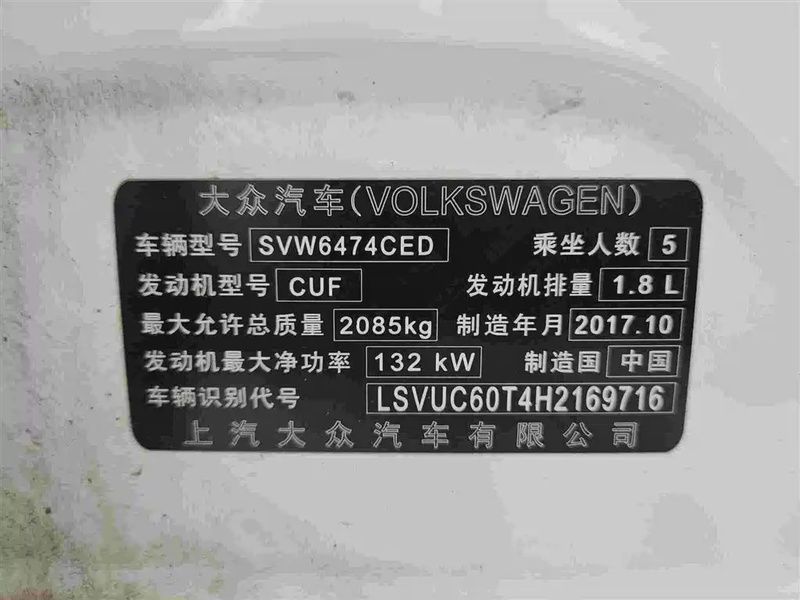 大众汽车(VOLKSWAGEN)
车辆型号 SVW6474CED 乘坐人数 5
发动机型号 CUF 发动机排量 1.8 L
最大允许总质量 2085kg 制造年月 2017.10
发动机最大净功率 132 kW 制造国 中国
车辆识别代号 LSVUC60T4H2169716
上汽大众汽车有限公司